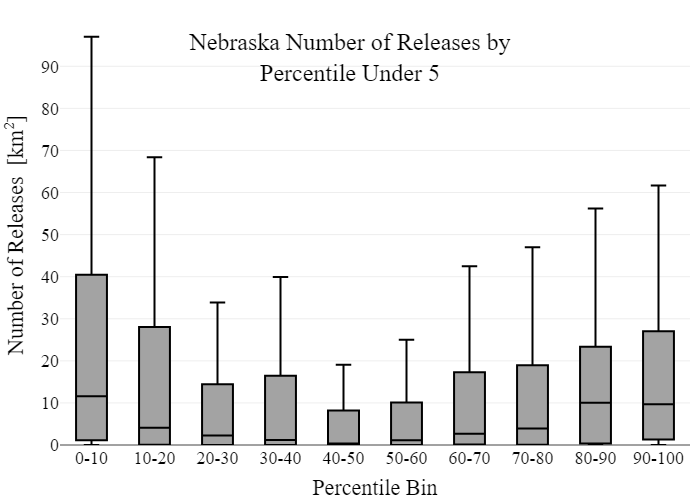 Nebraska Number of Releases by
Percentile Under 5
Number of Releases [km²]
90
80
70
60
50
40
30
20
10
0
0-10 10-20 20-30 30-40 40-50 50-60 60-70 70-80 80-90 90-100
Percentile Bin